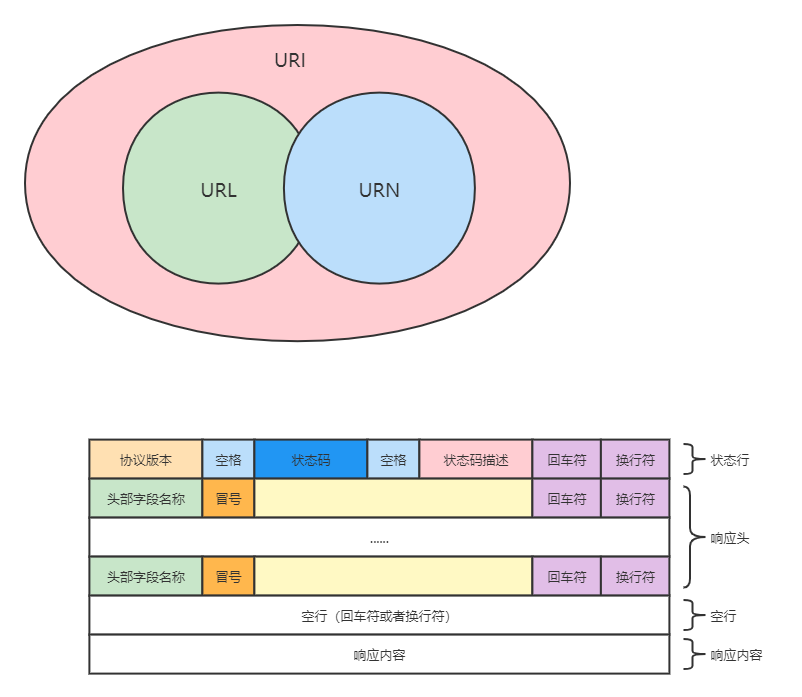 URI
URL URN
协议版本 空格 状态码 空格 状态码描述 回车符 换行符 状态行
头部字段名称 冒号 回车符 换行符
...... 响应头
头部字段名称 冒号 回车符 换行符
空行（回车符或者换行符） 空行
响应内容 响应内容